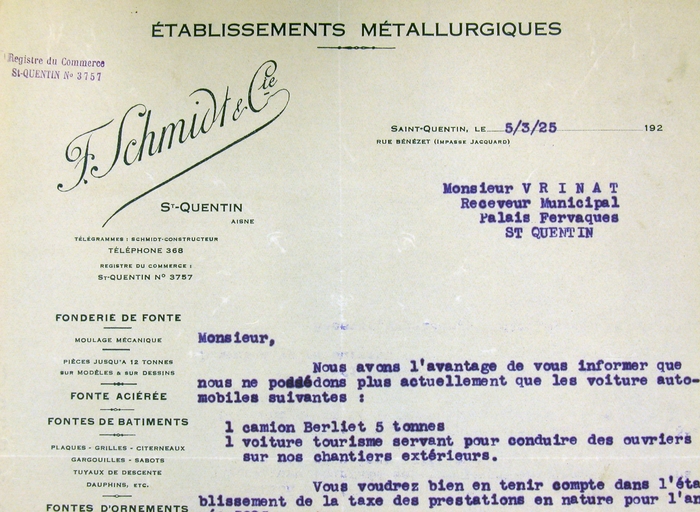 ÉTABLISSEMENTS MÉTALLURGIQUES
Registre du Commerce
St-QUENTIN No 3757
F. Schmidt & Cie
St-QUENTIN
AISNE
TÉLÉGRAMMES : SCHMIDT-CONSTRUCTEUR
TÉLÉPHONE 368
REGISTRE DU COMMERCE :
St-QUENTIN No 3757
SAINT-QUENTIN, LE 5/3/25 192
RUE BÉNÉZET (IMPASSE JACQUARD)
Monsieur V R I N A T
Receveur Municipal
Palais Fervaques
ST QUENTIN
FONDERIE DE FONTE
MOULAGE MÉCANIQUE
PIÈCES JUSQU'A 12 TONNES
SUR MODÈLES & SUR DESSINS
FONTE ACIÉRÉE
FONTES DE BATIMENTS
PLAQUES - GRILLES - CITERNEAUX
GARGOUILLES - SABOTS
TUYAUX DE DESCENTE
DAUPHINS, ETC.
FONTES D'ORNEMENTS
Monsieur,
Nous avons l'avantage de vous informer que
nous ne possédons plus actuellement que les voiture auto-
mobiles suivantes :
1 camion Berliet 5 tonnes
1 voiture tourisme servant pour conduire des ouvriers
sur nos chantiers extérieurs.
Vous voudrez bien en tenir compte dans l'éta
blissement de la taxe des prestations en nature pour l'an